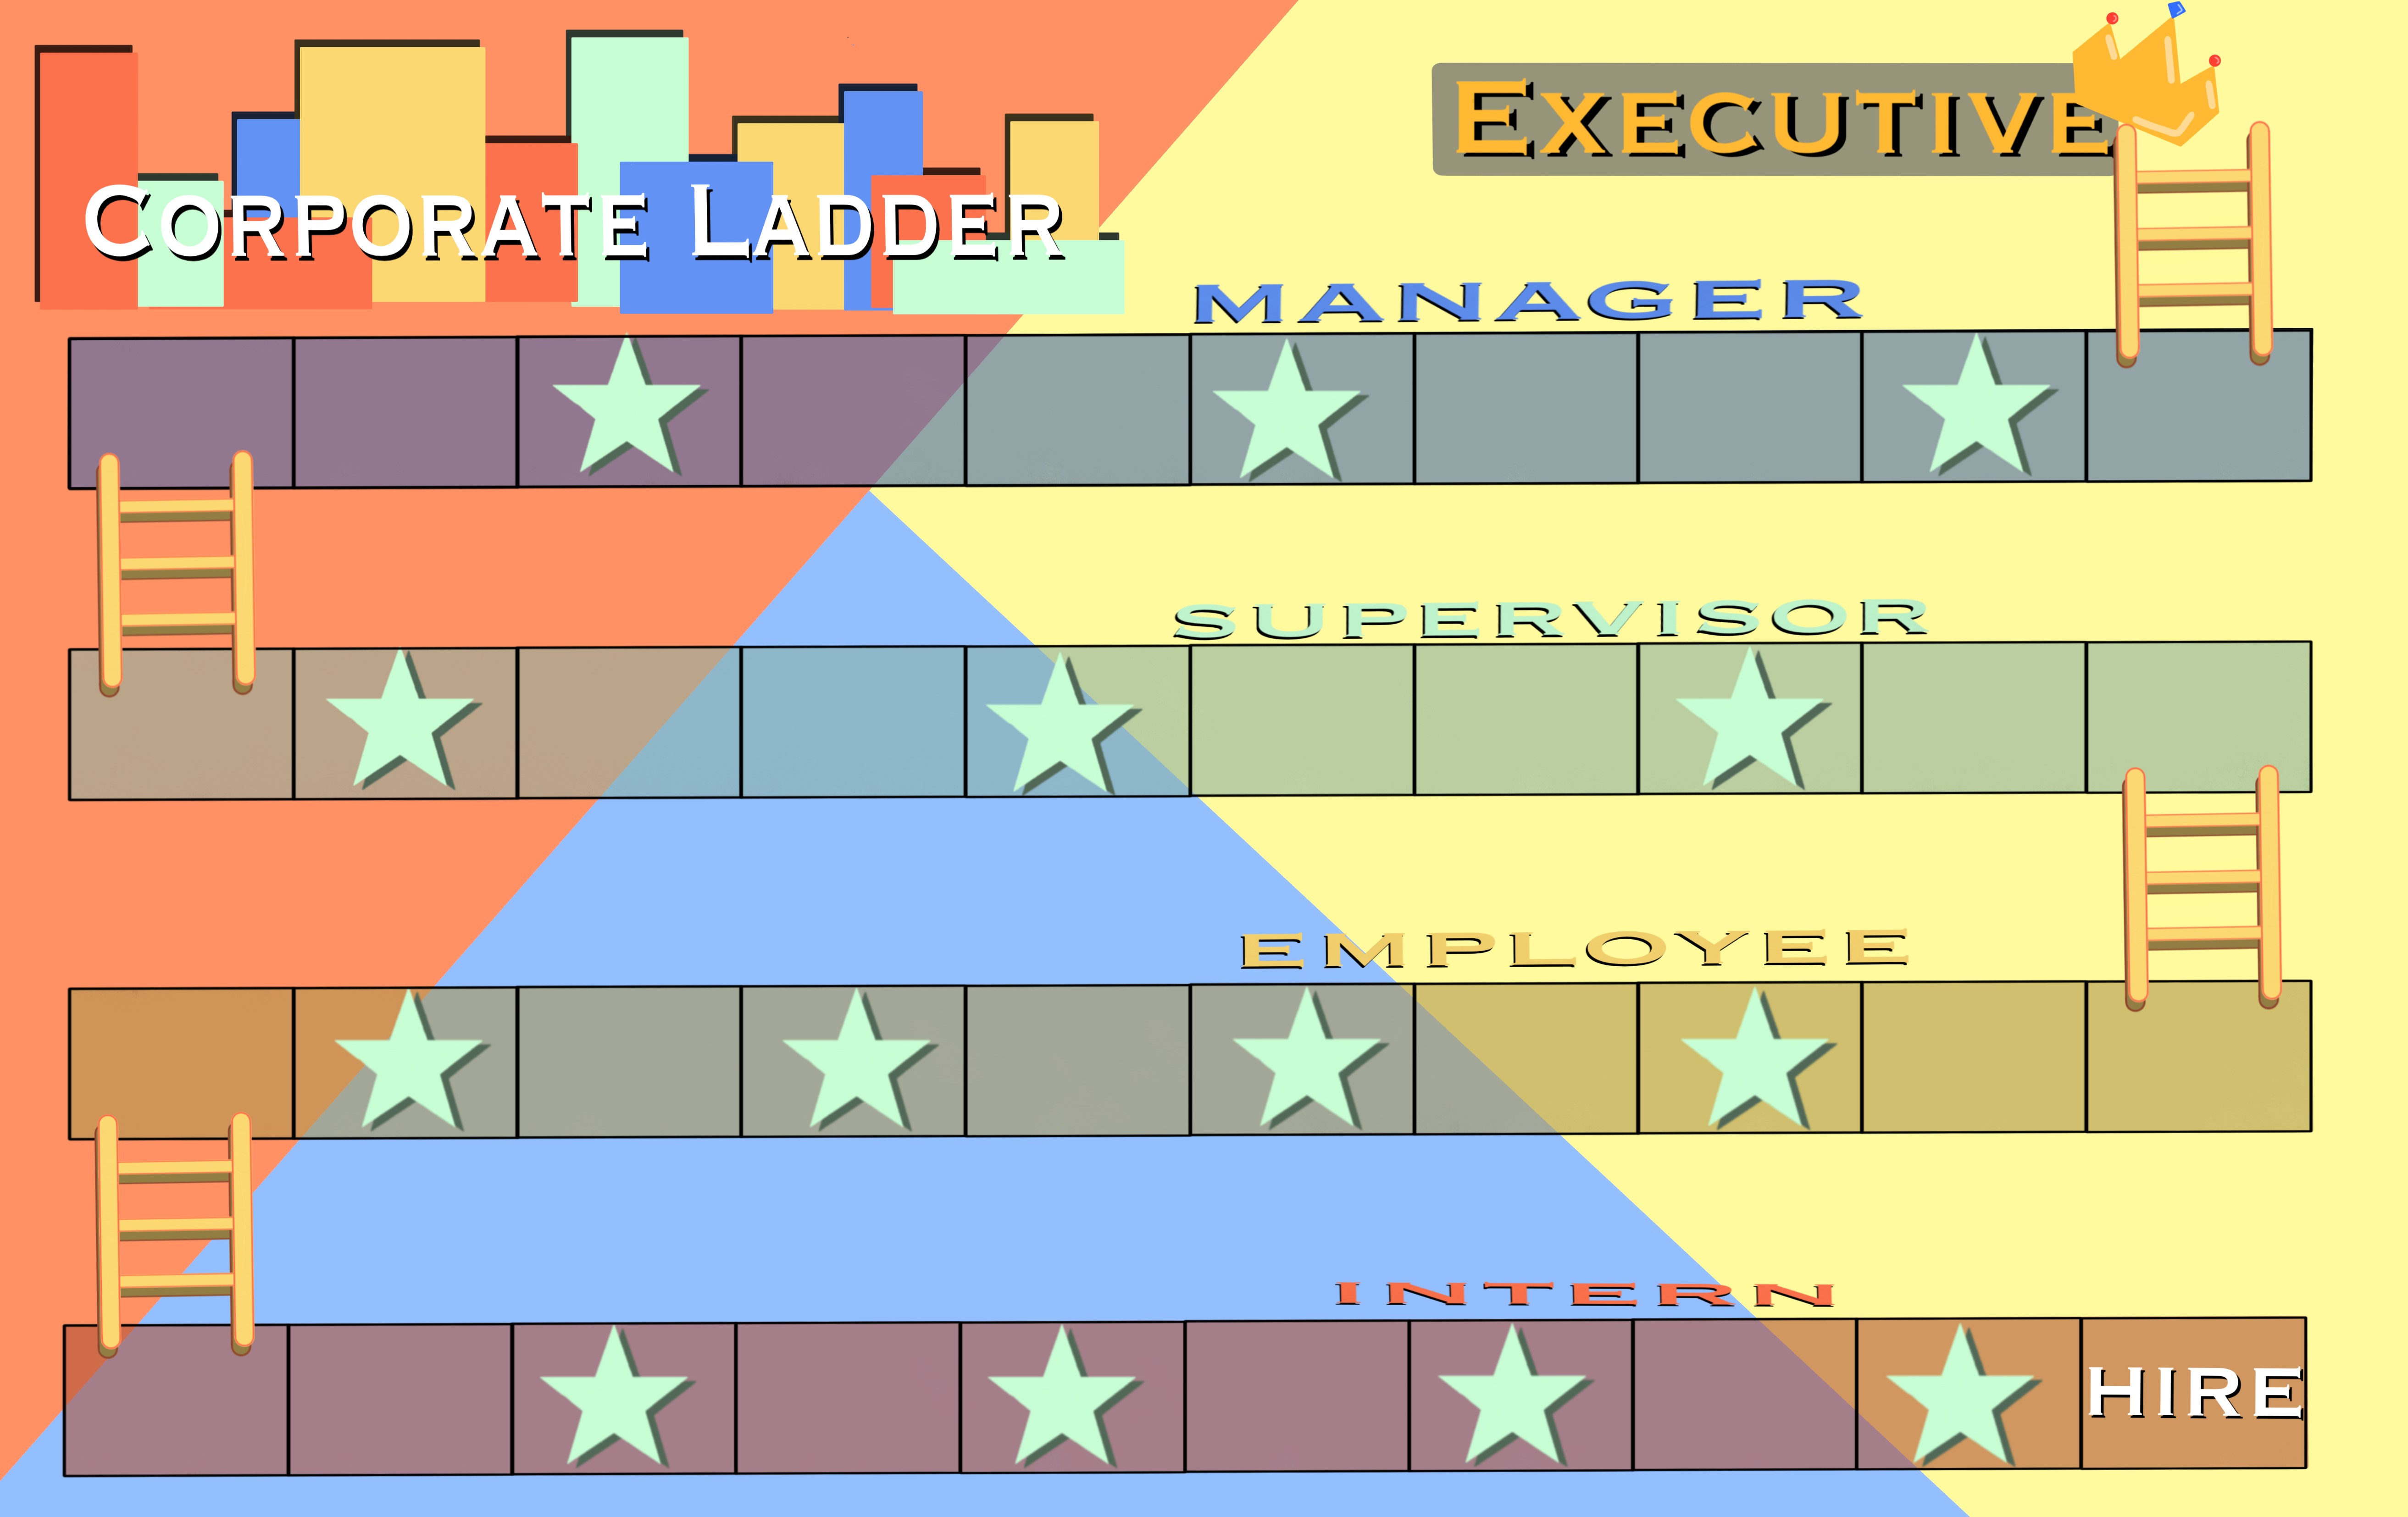 Corporate Ladder
Executive
MANAGER
SUPERVISOR
EMPLOYEE
INTERN
HIRE